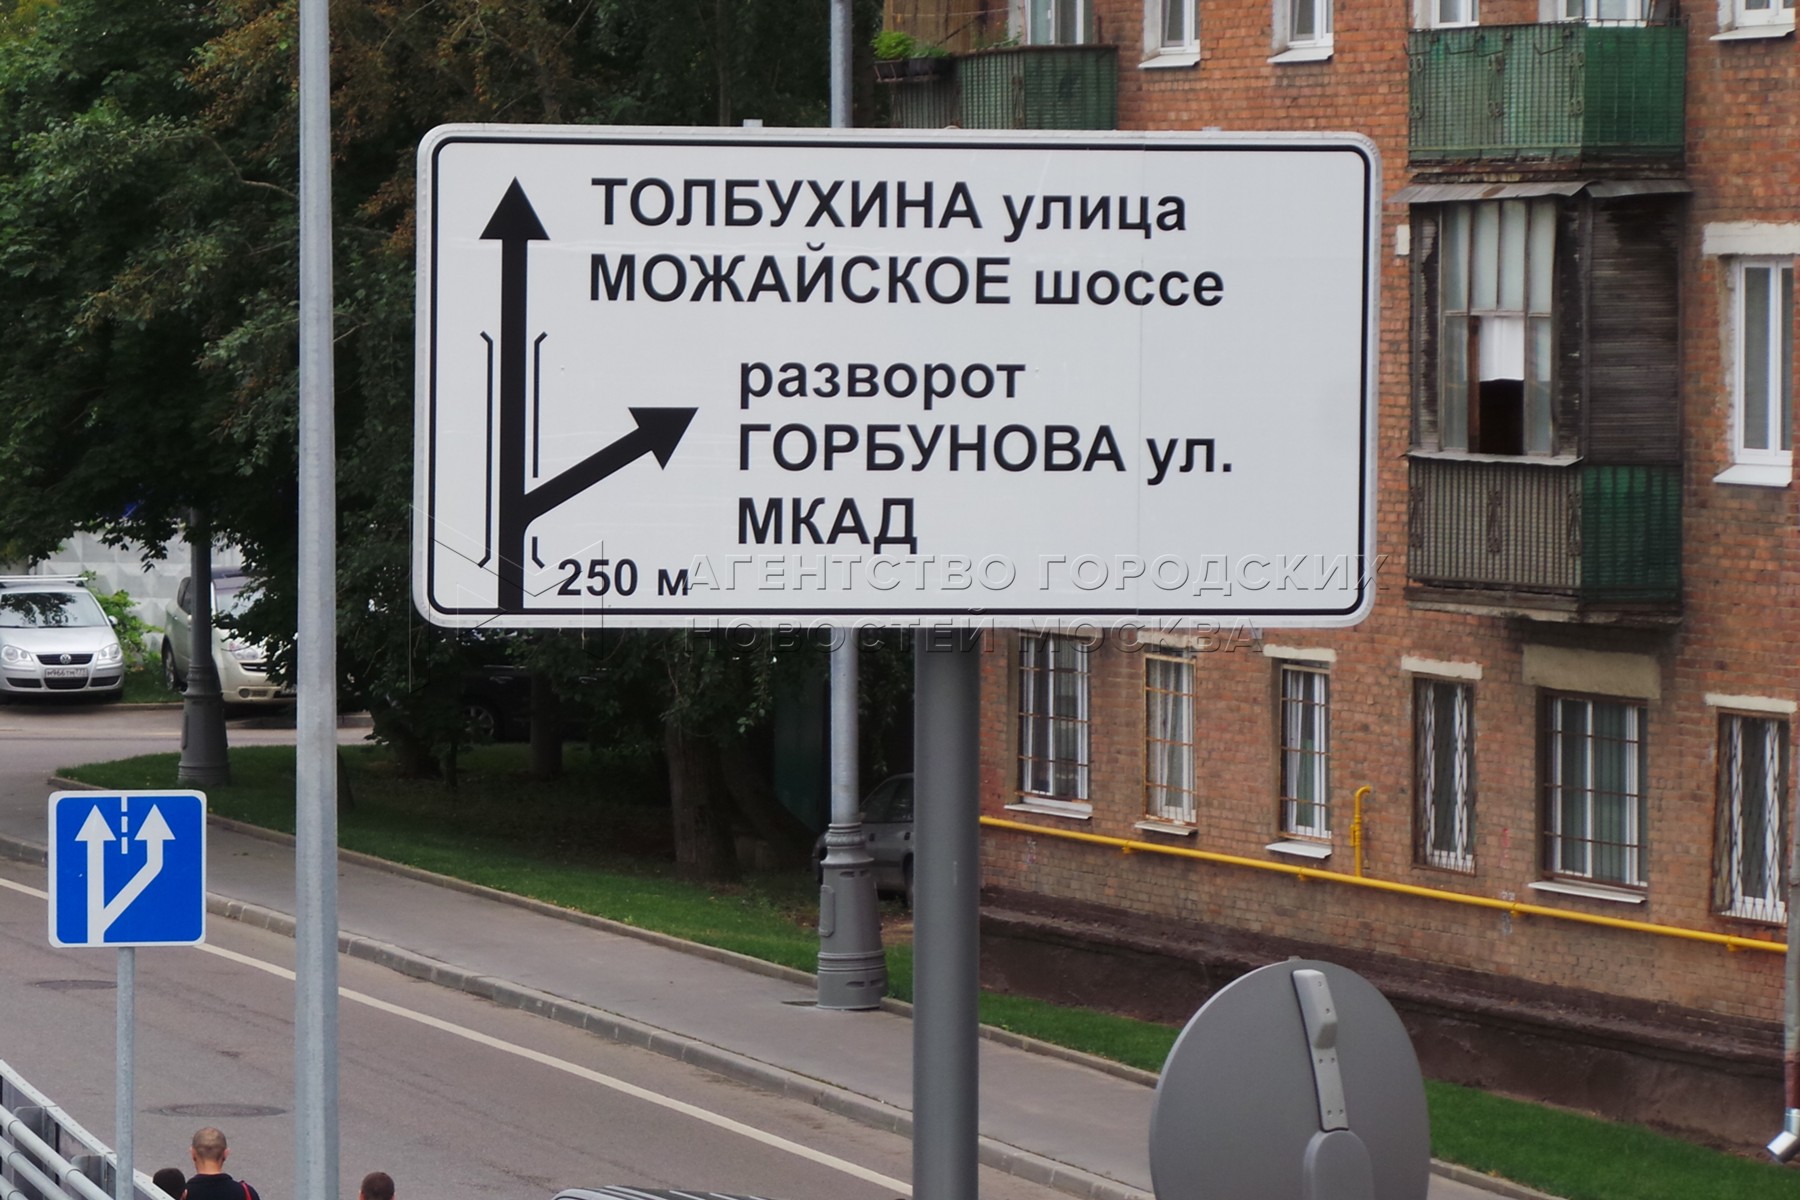 ТОЛБУХИНА улица
МОЖАЙСКОЕ шоссе
разворот
ГОРБУНОВА ул.
МКАД
250 м
АГЕНТСТВО ГОРОДСКИХ
НОВОСТЕЙ МОСКВА